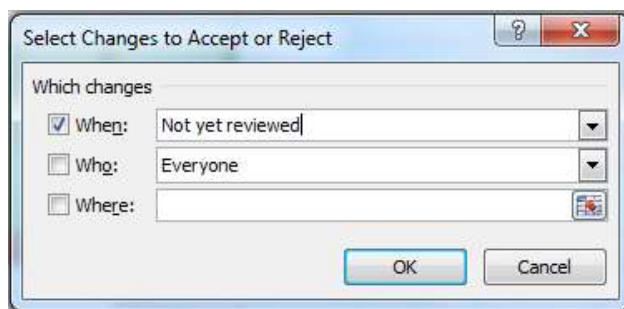 Select Changes to Accept or Reject
Which changes
When: Not yet reviewed
Who: Everyone
Where:
OK Cancel